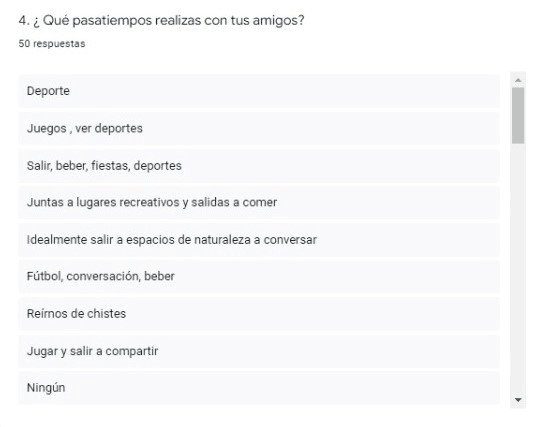 4. ¿ Qué pasatiempos realizas con tus amigos?
50 respuestas
Deporte
Juegos , ver deportes
Salir, beber, fiestas, deportes
Juntas a lugares recreativos y salidas a comer
Idealmente salir a espacios de naturaleza a conversar
Fútbol, conversación, beber
Reírnos de chistes
Jugar y salir a compartir
Ningún